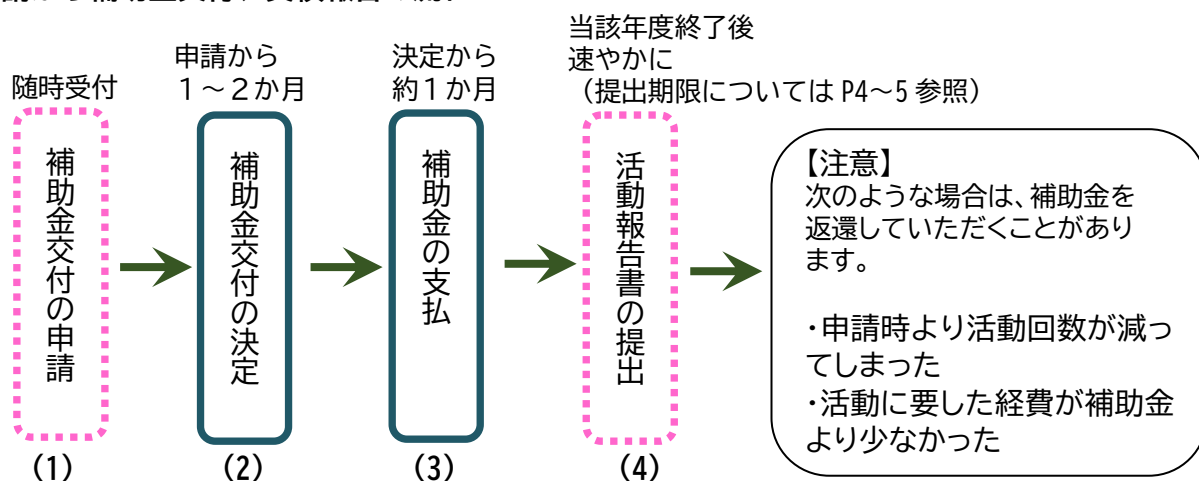 当該年度終了後
速やかに
（提出期限については P4～5 参照）
申請から
１～２か月
決定から
約１か月
随時受付
補助金交付の申請
補助金交付の決定
補助金の支払
活動報告書の提出
【注意】
次のような場合は、補助金を
返還していただくことがあり
ます。
・申請時より活動回数が減っ
てしまった
・活動に要した経費が補助金
より少なかった
(1)
(2)
(3)
(4)